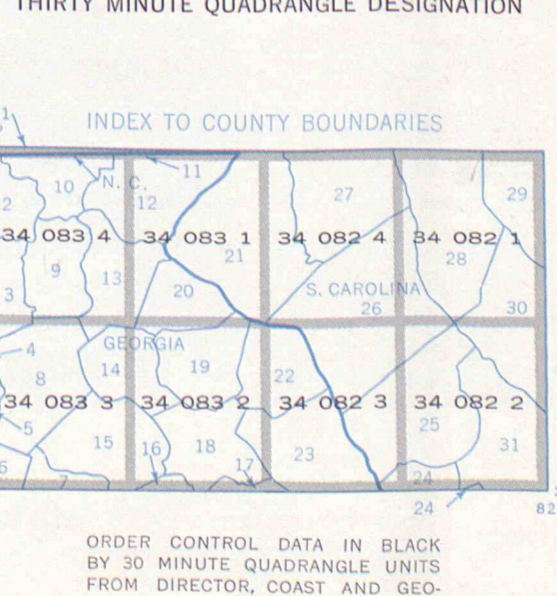 THIRTY MINUTE QUADRANGLE DESIGNATION
INDEX TO COUNTY BOUNDARIES
1
11
10 N. C. 27 29
2 12
34 083 4 34 083 1 34 082 4 34 082 1
21 28
9 13 20 S. CAROLINA
3 26 30
GEORGIA
4 19
8 14 22
34 083 3 34 083 2 34 082 3 34 082 2
5 25
15 16 18 23 31
6 17
7 24
24 82
ORDER CONTROL DATA IN BLACK
BY 30 MINUTE QUADRANGLE UNITS
FROM DIRECTOR, COAST AND GEO-